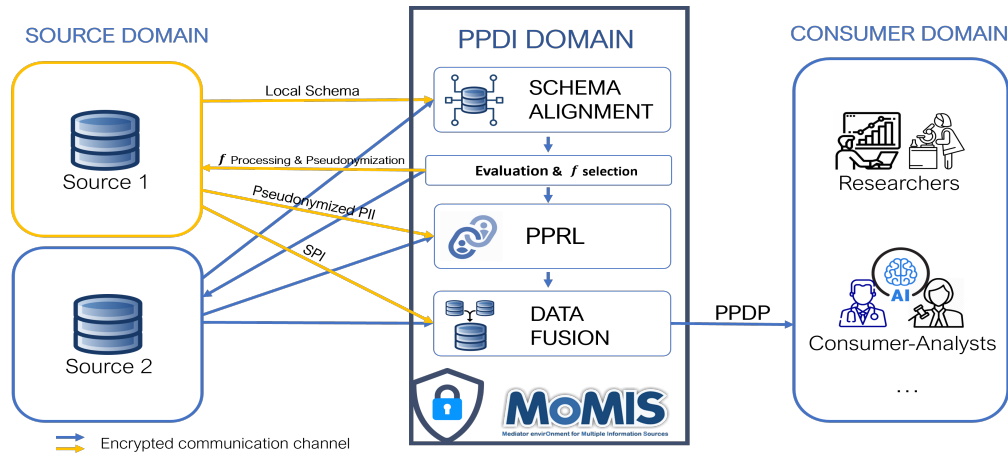 SOURCE DOMAIN
PPDI DOMAIN
CONSUMER DOMAIN
Source 1
Source 2
Local Schema
f Processing & Pseudonymization
Pseudonymized PII
SPI
SCHEMA
ALIGNMENT
Evaluation & f selection
PPRL
DATA
FUSION
MOMIS
Mediator envirOnment for Multiple Information Sources
PPDP
Researchers
AI
Consumer-Analysts
...
Encrypted communication channel